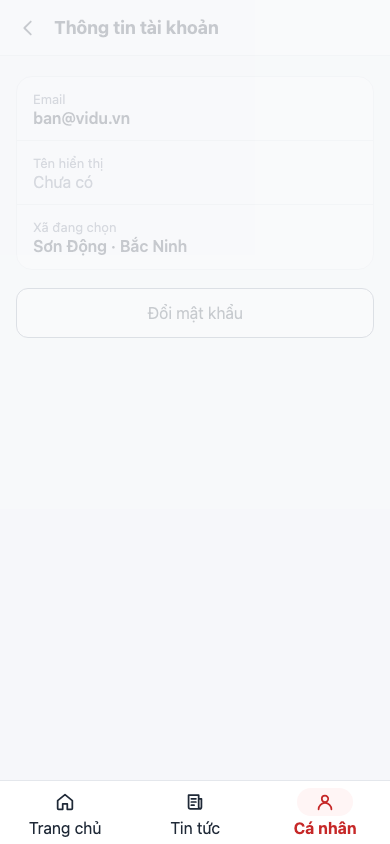 Thông tin tài khoản
Email
ban@vidu.vn
Tên hiển thị
Chưa có
Xã đang chọn
Sơn Động · Bắc Ninh
Đổi mật khẩu
Trang chủ
Tin tức
Cá nhân